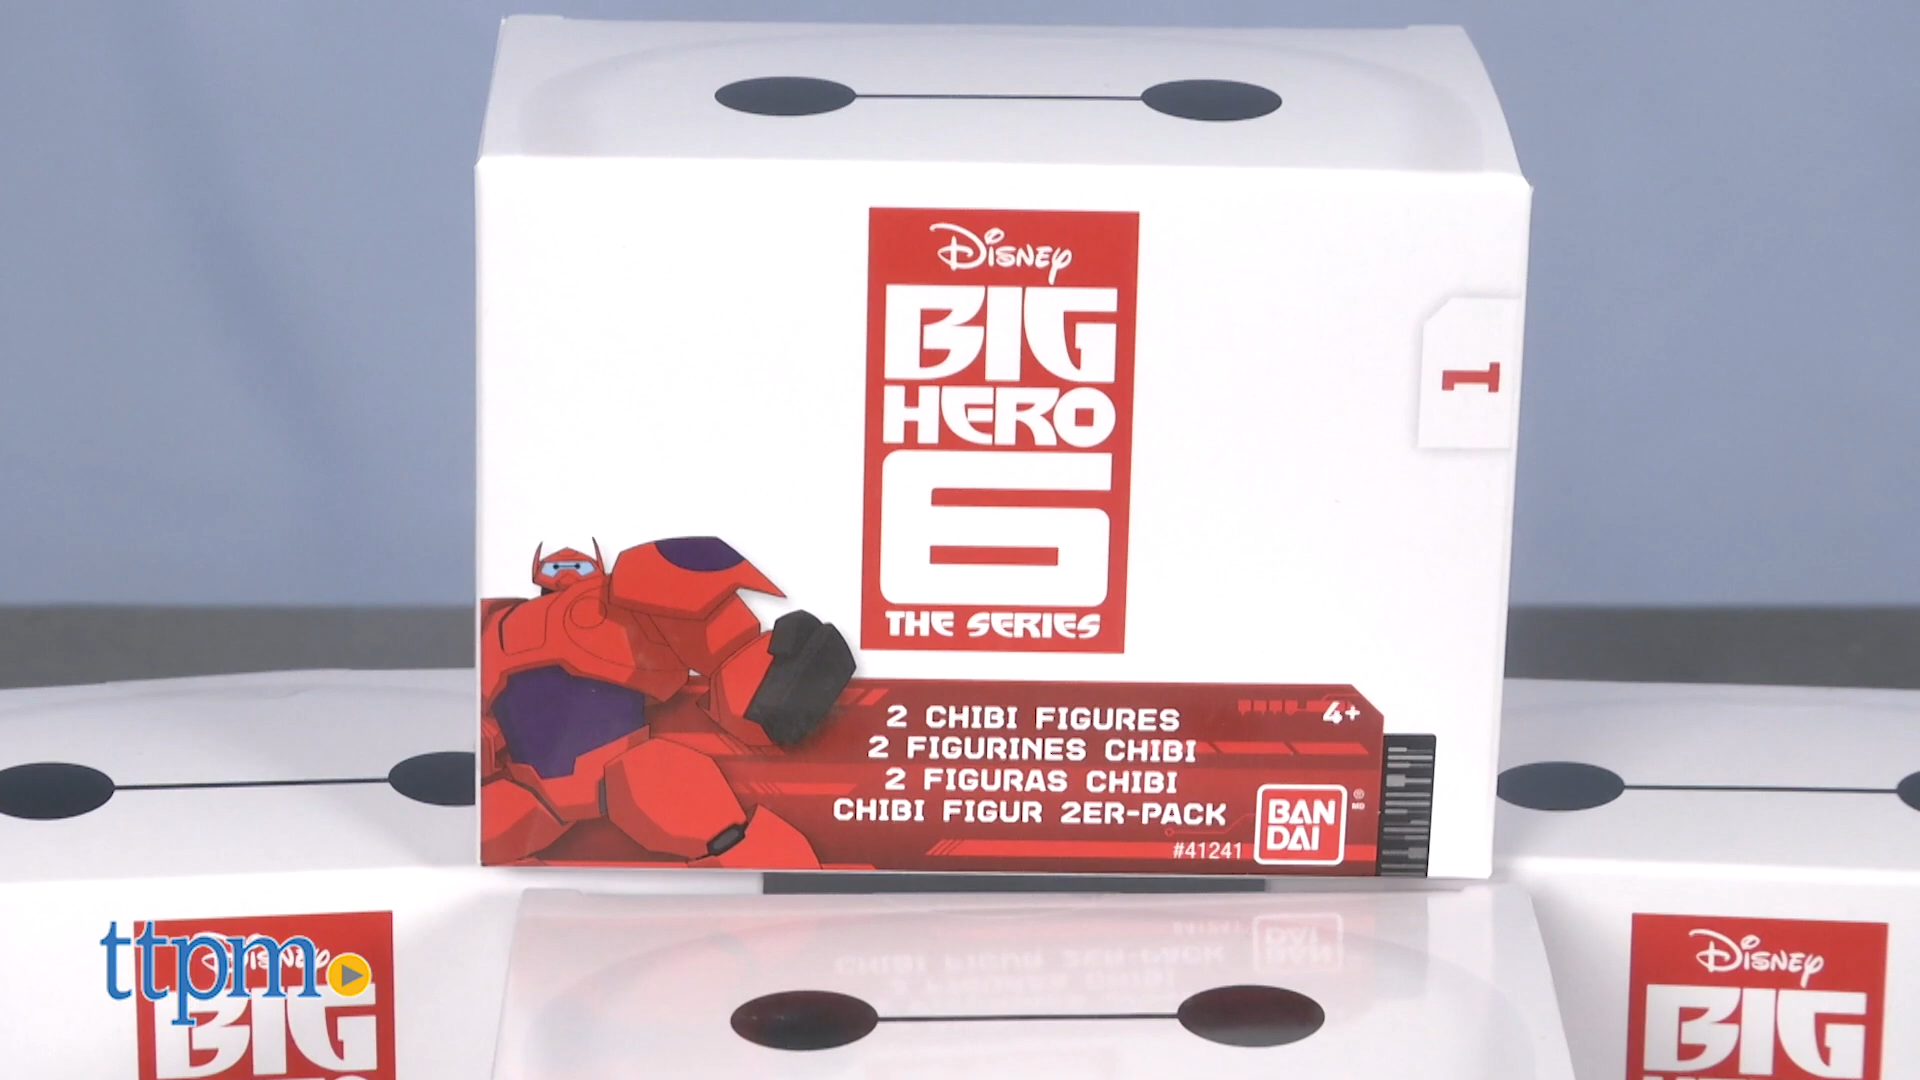 Disney
BIG
HERO
6
THE SERIES
1
2 CHIBI FIGURES
4+
2 FIGURINES CHIBI
2 FIGURAS CHIBI
CHIBI FIGUR 2ER-PACK
BAN
DAI
® MD
#41241
ttpm
Disney
BIG
Disney
BIG